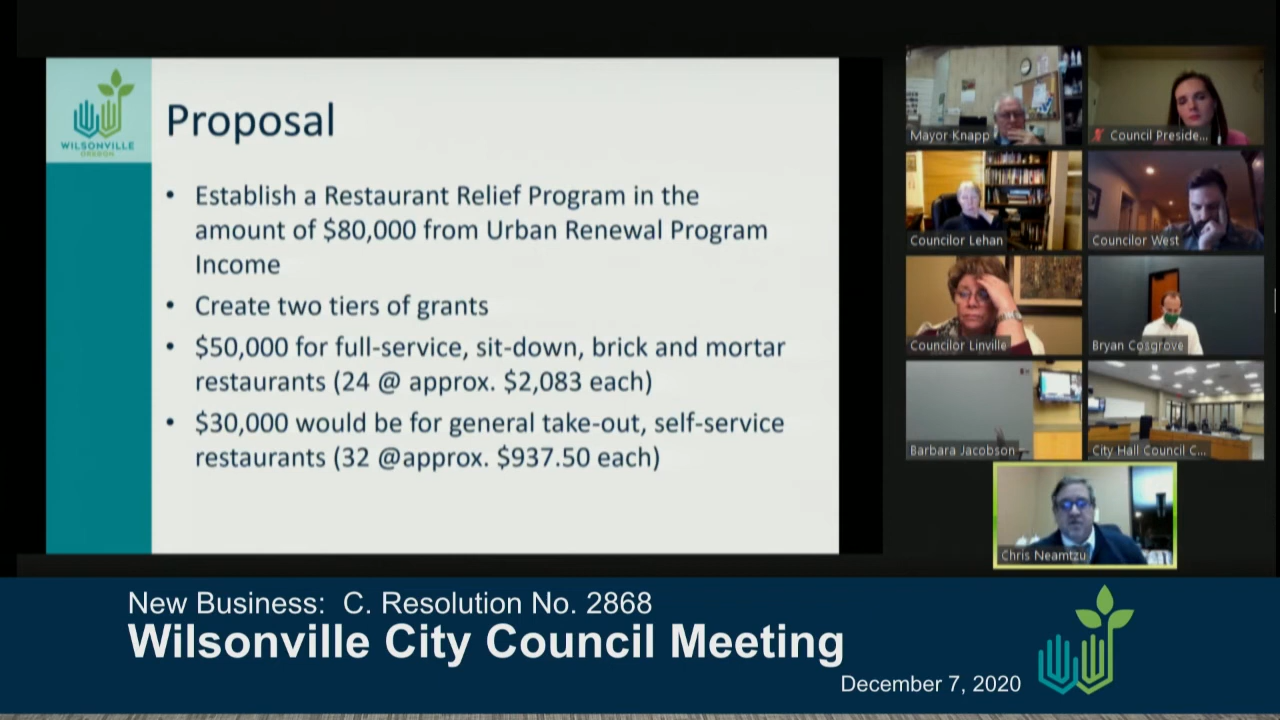 WILSONVILLE
OREGON
Proposal
• Establish a Restaurant Relief Program in the
amount of $80,000 from Urban Renewal Program
Income
• Create two tiers of grants
• $50,000 for full-service, sit-down, brick and mortar
restaurants (24 @ approx. $2,083 each)
• $30,000 would be for general take-out, self-service
restaurants (32 @approx. $937.50 each)
Mayor Knapp
Council Preside...
Councilor Lehan
Councilor West
Councilor Linville
Bryan Cosgrove
Barbara Jacobson
City Hall Council C...
Chris Neamtzu
New Business: C. Resolution No. 2868
Wilsonville City Council Meeting
December 7, 2020